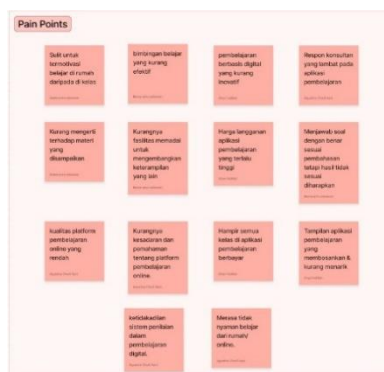 Pain Points
Sulit untuk
termotivasi
belajar di rumah
daripada di kelas
bimbingan belajar
yang kurang
efektif
pembelajaran
berbasis digital
yang kurang
inovatif
Respon konsultan
yang lambat pada
aplikasi
pembelajaran
Kurang mengerti
terhadap materi
yang
disampaikan
Kurangnya
fasilitas memadai
untuk
mengembangkan
keterampilan
yang lain
Harga langganan
aplikasi
pembelajaran
yang terlalu
tinggi
Menjawab soal
dengan benar
sesuai
pembahasan
tetapi hasil tidak
sesuai
diharapkan
kualitas platform
pembelajaran
online yang
rendah
Kurangnya
kesadaran dan
pemahaman
tentang platform
pembelajaran
online.
Hampir semua
kelas di aplikasi
pembelajaran
berbayar
Tampilan aplikasi
pembelajaran
yang
membosankan &
kurang menarik
ketidakadilan
sistem penilaian
dalam
pembelajaran
digital.
Merasa tidak
nyaman belajar
dari rumah/
online.